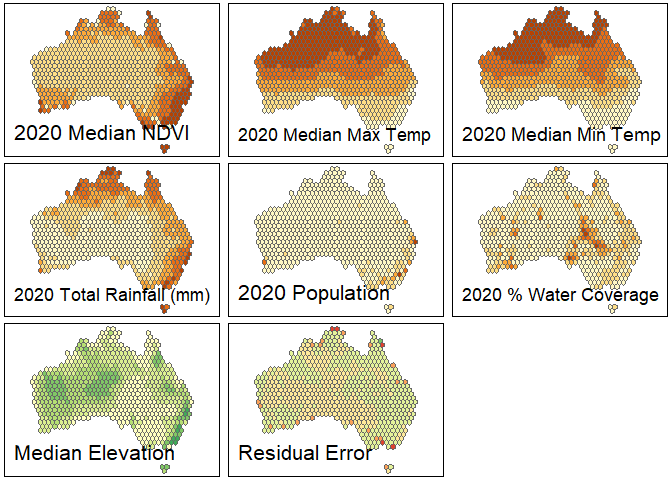 2020 Median NDVI
2020 Median Max Temp
2020 Median Min Temp
2020 Total Rainfall (mm)
2020 Population
2020 % Water Coverage
Median Elevation
Residual Error